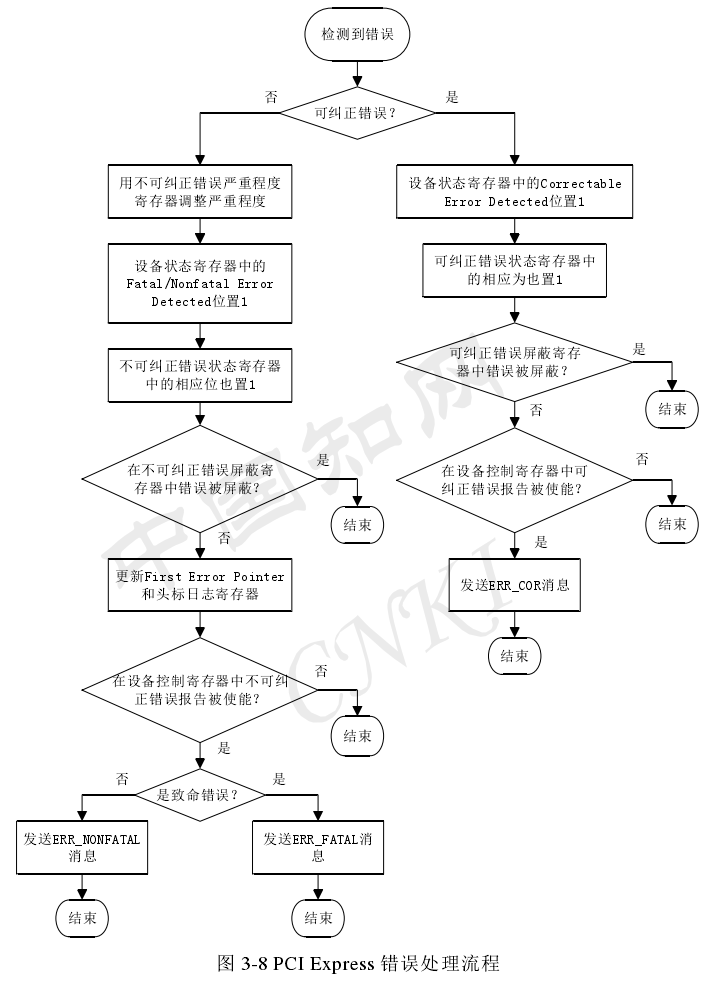 检测到错误
否
是
可纠正错误？
用不可纠正错误严重程度
寄存器调整严重程度
设备状态寄存器中的Correctable
Error Detected位置1
设备状态寄存器中的
Fatal/Nonfatal Error
Detected位置1
可纠正错误状态寄存器中
的相应为也置1
不可纠正错误状态寄存器
中的相应位也置1
可纠正错误屏蔽寄存
器中错误被屏蔽？
是
结束
否
在不可纠正错误屏蔽寄
存器中错误被屏蔽？
是
结束
否
在设备控制寄存器中可
纠正错误报告被使能？
否
结束
是
更新First Error Pointer
和头标日志寄存器
发送ERR_COR消息
结束
在设备控制寄存器中不可纠
正错误报告被使能？
否
结束
是
是致命错误？
否
是
发送ERR_NONFATAL
消息
发送ERR_FATAL消
息
结束
结束
中国知网
CNKI
图 3-8 PCI Express 错误处理流程